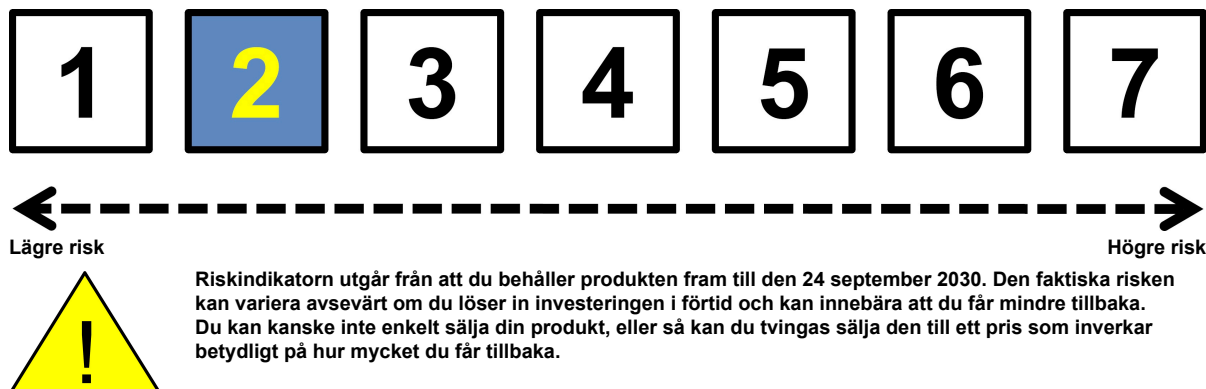 1 2 3 4 5 6 7
Lägre risk Högre risk
Riskindikatorn utgår från att du behåller produkten fram till den 24 september 2030. Den faktiska risken
kan variera avsevärt om du löser in investeringen i förtid och kan innebära att du får mindre tillbaka.
Du kan kanske inte enkelt sälja din produkt, eller så kan du tvingas sälja den till ett pris som inverkar
betydligt på hur mycket du får tillbaka.
!